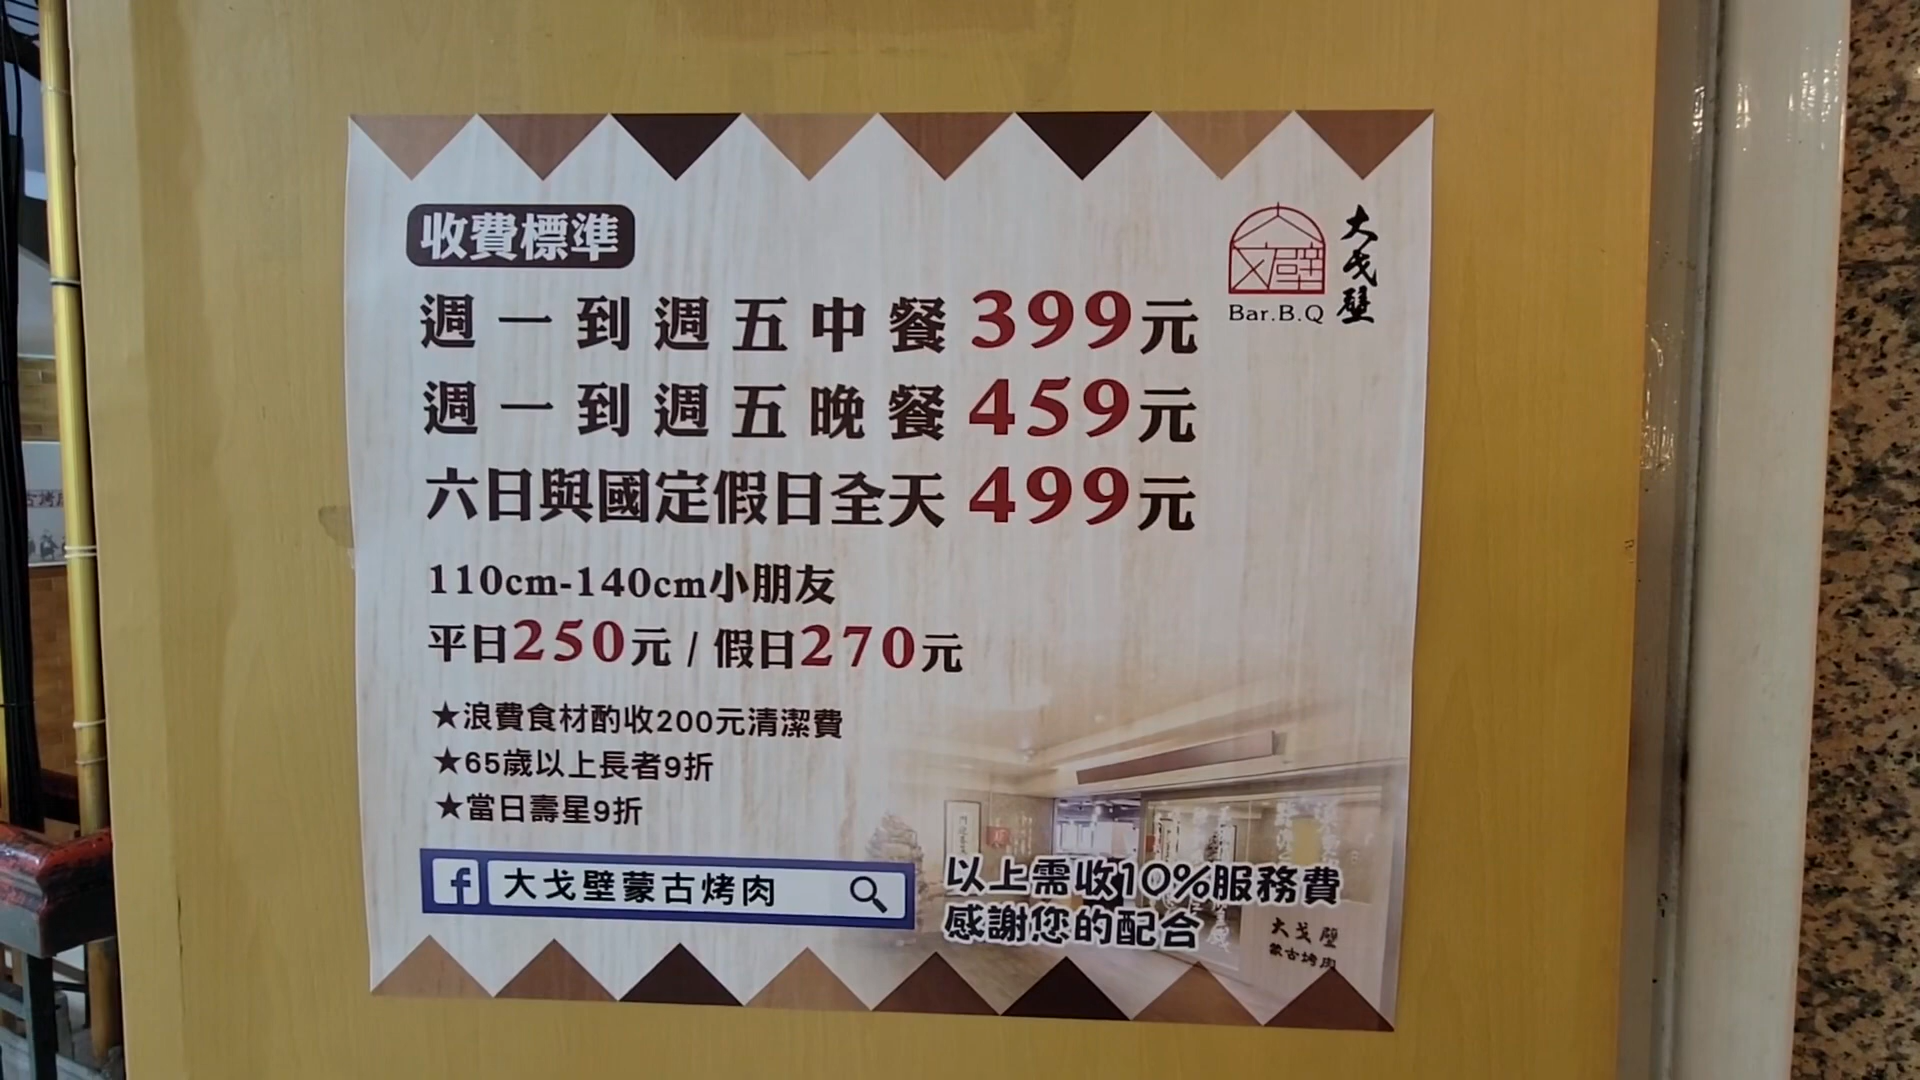 收費標準
大戈壁
Bar.B.Q
週一到週五中餐 399元
週一到週五晚餐 459元
六日與國定假日全天 499元
110cm-140cm小朋友
平日250元 / 假日270元
★浪費食材酌收200元清潔費
★65歲以上長者9折
★當日壽星9折
f 大戈壁蒙古烤肉
以上需收10%服務費
感謝您的配合
大戈壁
蒙古烤肉